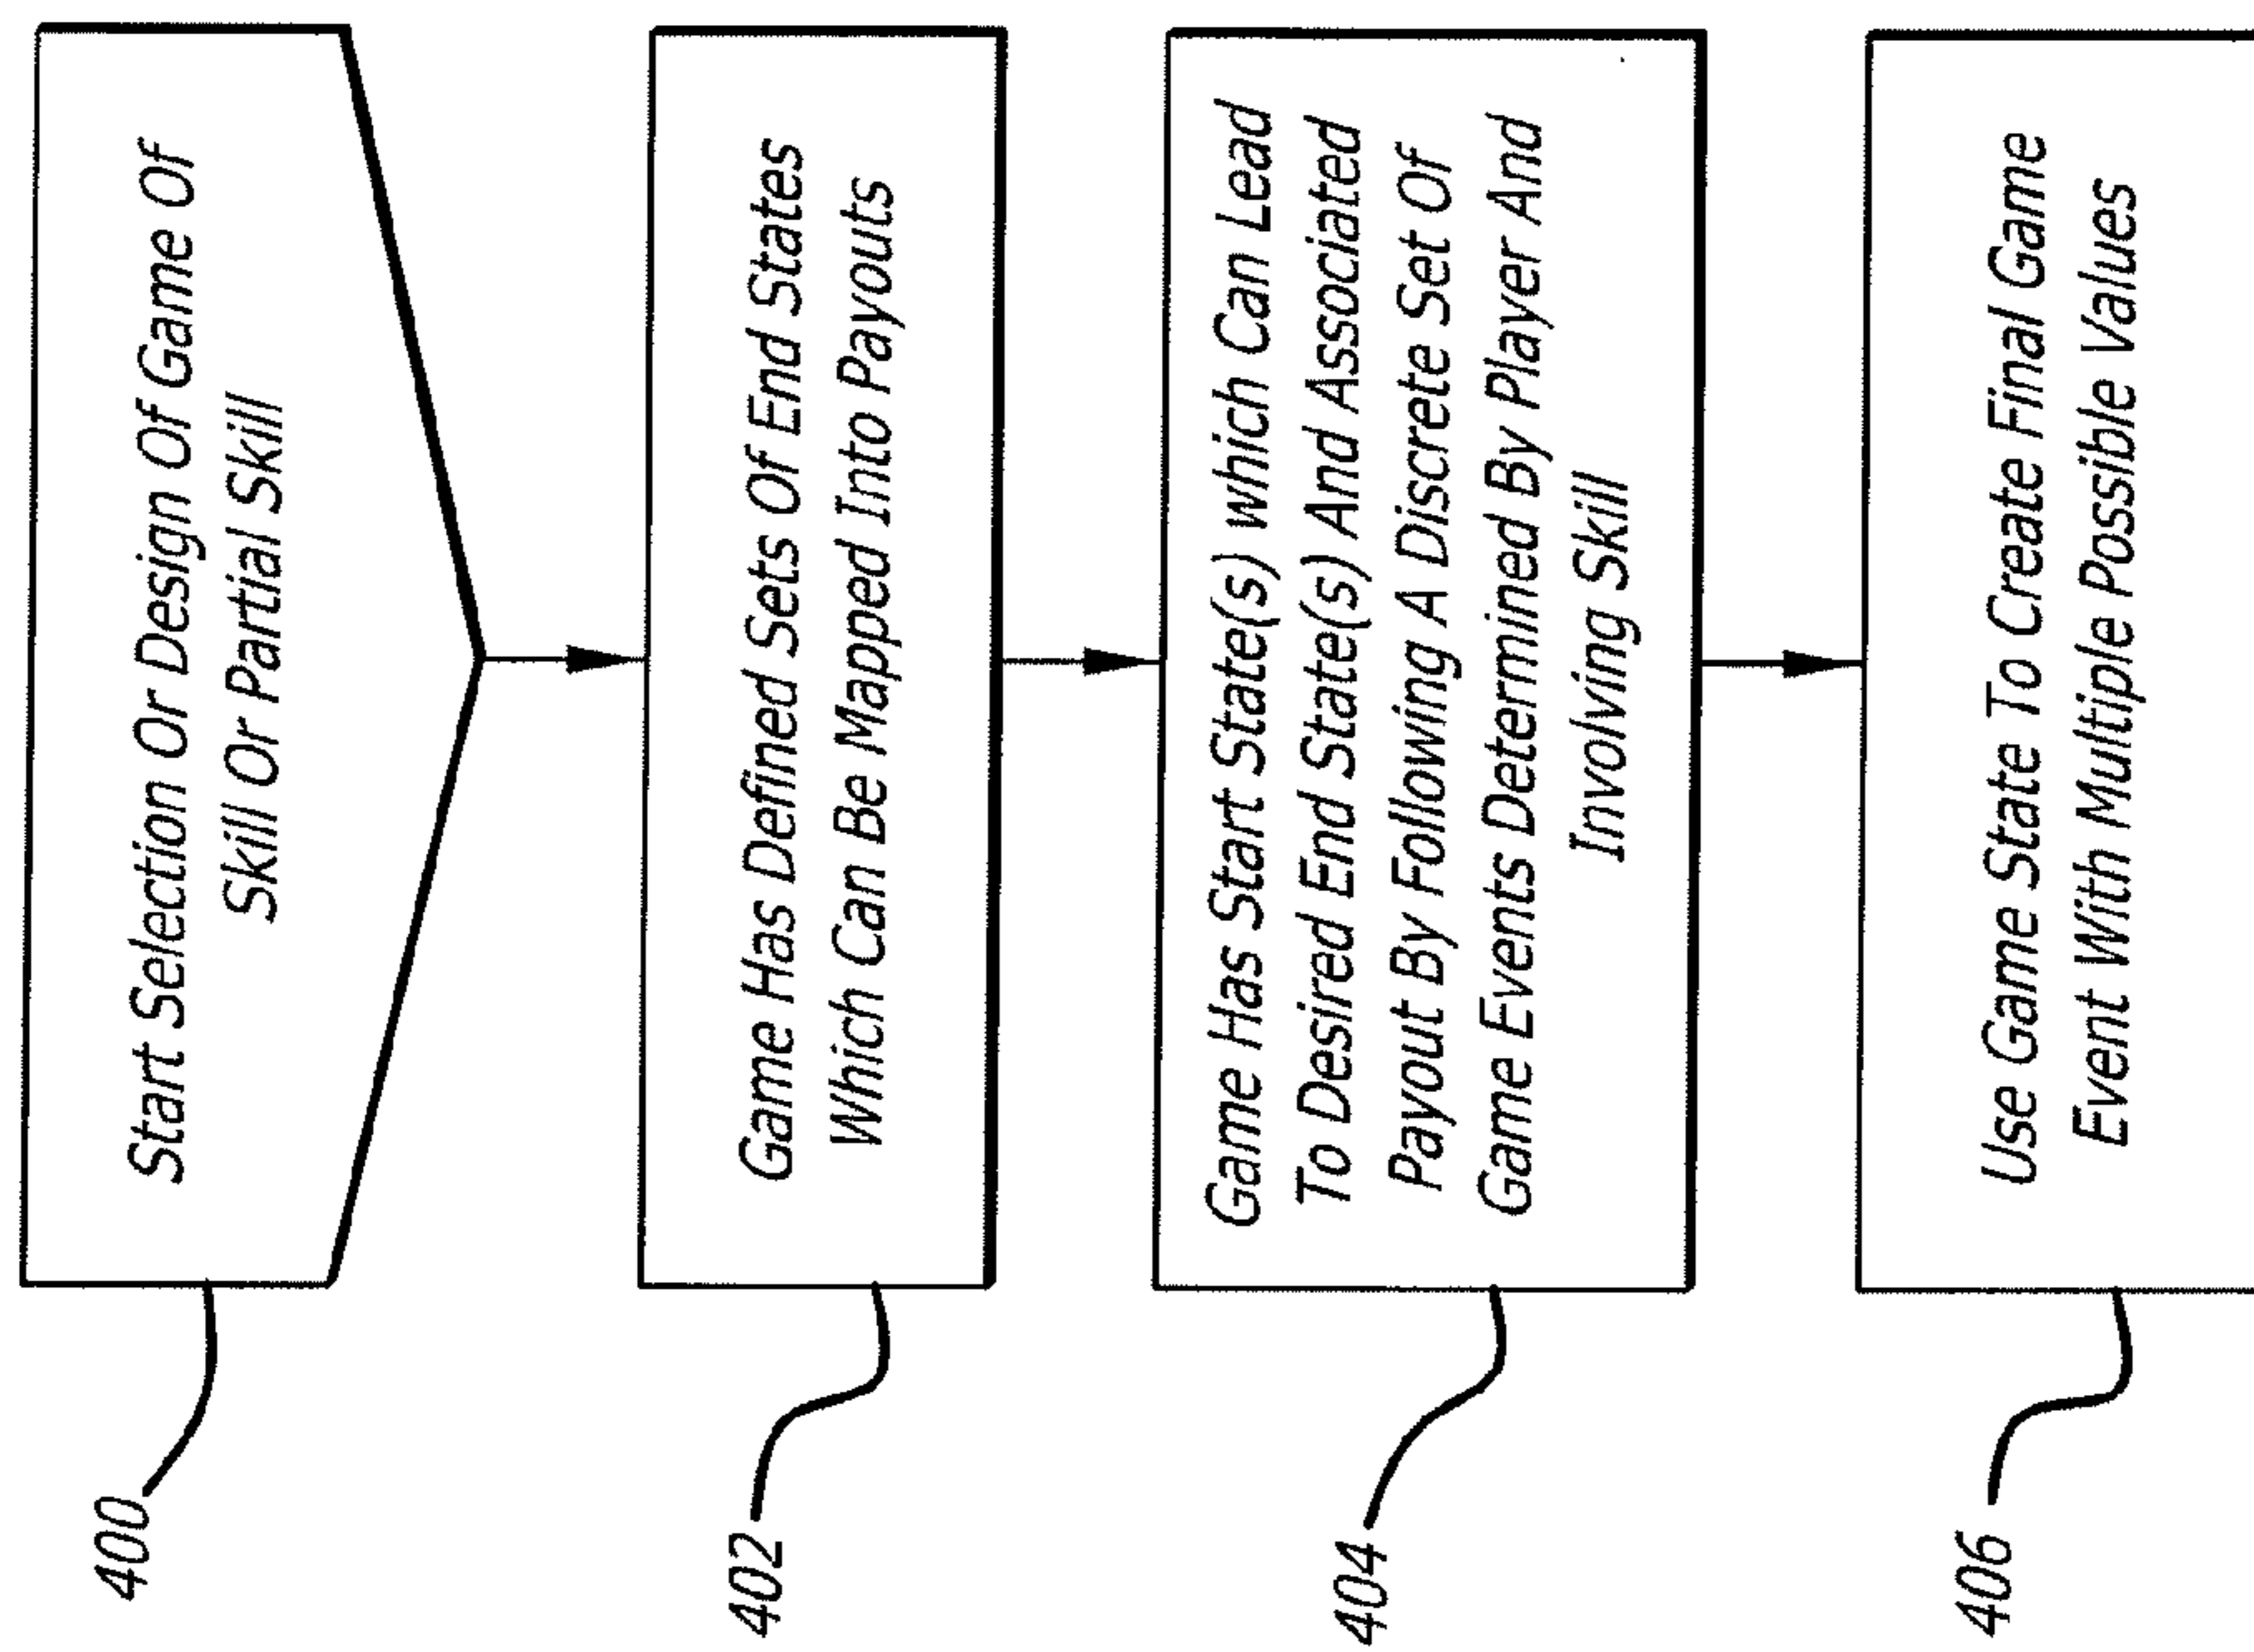 400
Start Selection Or Design Of Game Of
Skill Or Partial Skill
402
Game Has Defined Sets Of End States
Which Can Be Mapped Into Payouts
404
Game Has Start State(s) which Can Lead
To Desired End State(s) And Associated
Payout By Following A Discrete Set Of
Game Events Determined By Player And
Involving Skill
406
Use Game State To Create Final Game
Event With Multiple Possible Values